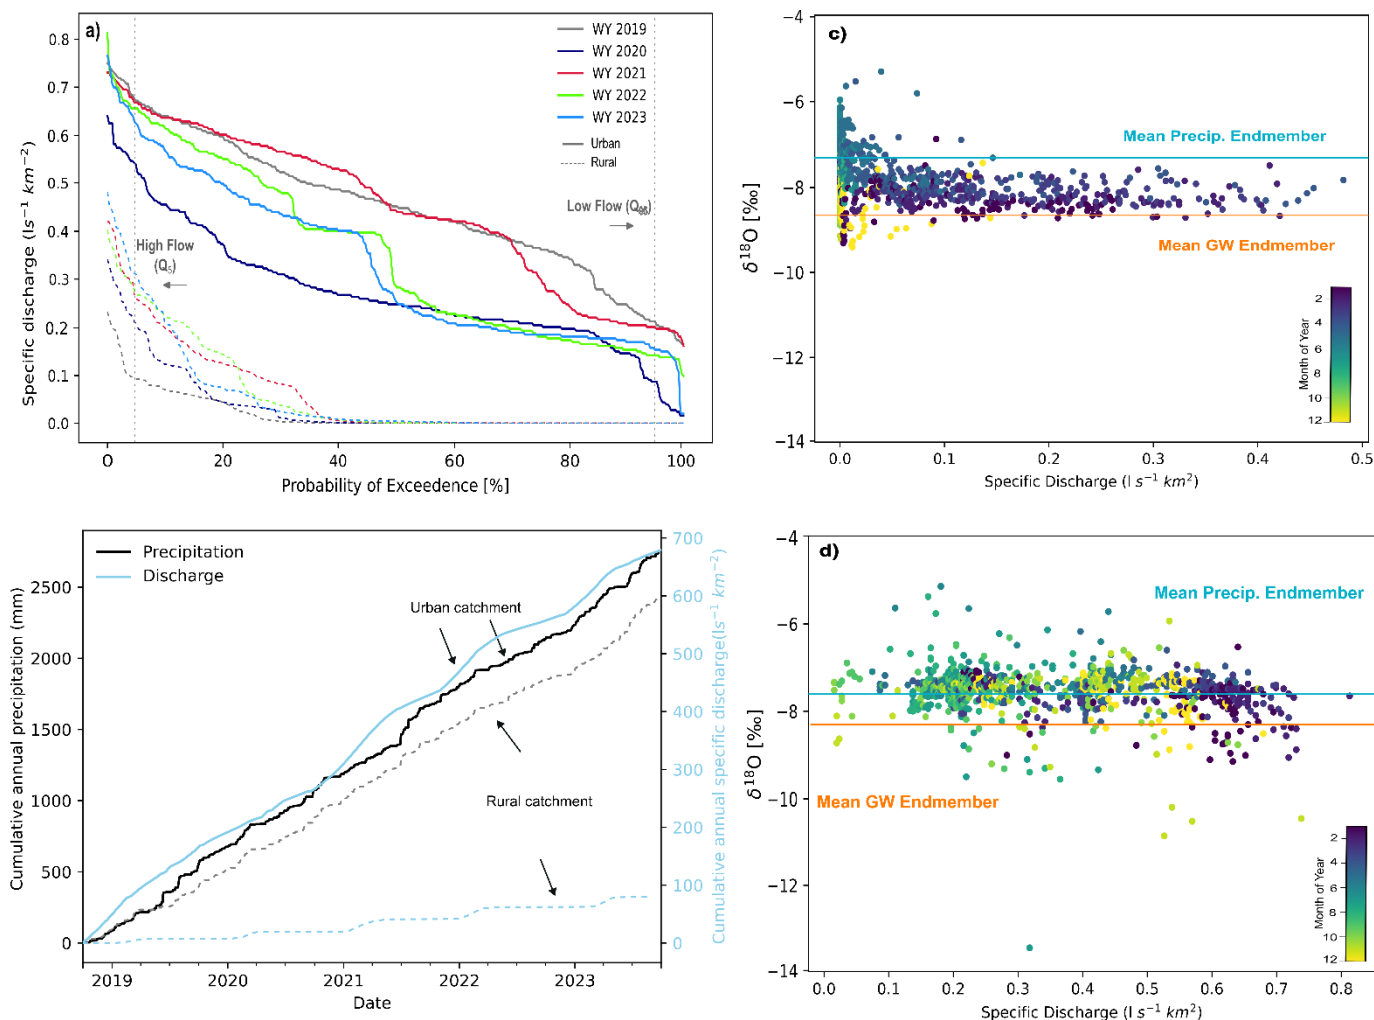 a)
WY 2019
WY 2020
WY 2021
WY 2022
WY 2023
Urban
Rural
High Flow
(Q₅)
Low Flow (Q₉₅)
0.8
0.7
0.6
0.5
0.4
0.3
0.2
0.1
0.0
Specific discharge (ls⁻¹ km⁻²)
0 20 40 60 80 100
Probability of Exceedence [%]
c)
Mean Precip. Endmember
Mean GW Endmember
−4
−6
−8
−10
−12
−14
δ¹⁸O [‰]
Month of Year
2
4
6
8
10
12
0.0 0.1 0.2 0.3 0.4 0.5
Specific Discharge (l s⁻¹ km²)
Precipitation
Discharge
Urban catchment
Rural catchment
2500
2000
1500
1000
500
0
Cumulative annual precipitation (mm)
700
600
500
400
300
200
100
0
Cumulative annual specific discharge(ls⁻¹ km⁻²)
2019 2020 2021 2022 2023
Date
d)
Mean Precip. Endmember
Mean GW Endmember
−4
−6
−8
−10
−12
−14
δ¹⁸O [‰]
Month of Year
2
4
6
8
10
12
0.0 0.1 0.2 0.3 0.4 0.5 0.6 0.7 0.8
Specific Discharge (l s⁻¹ km²)